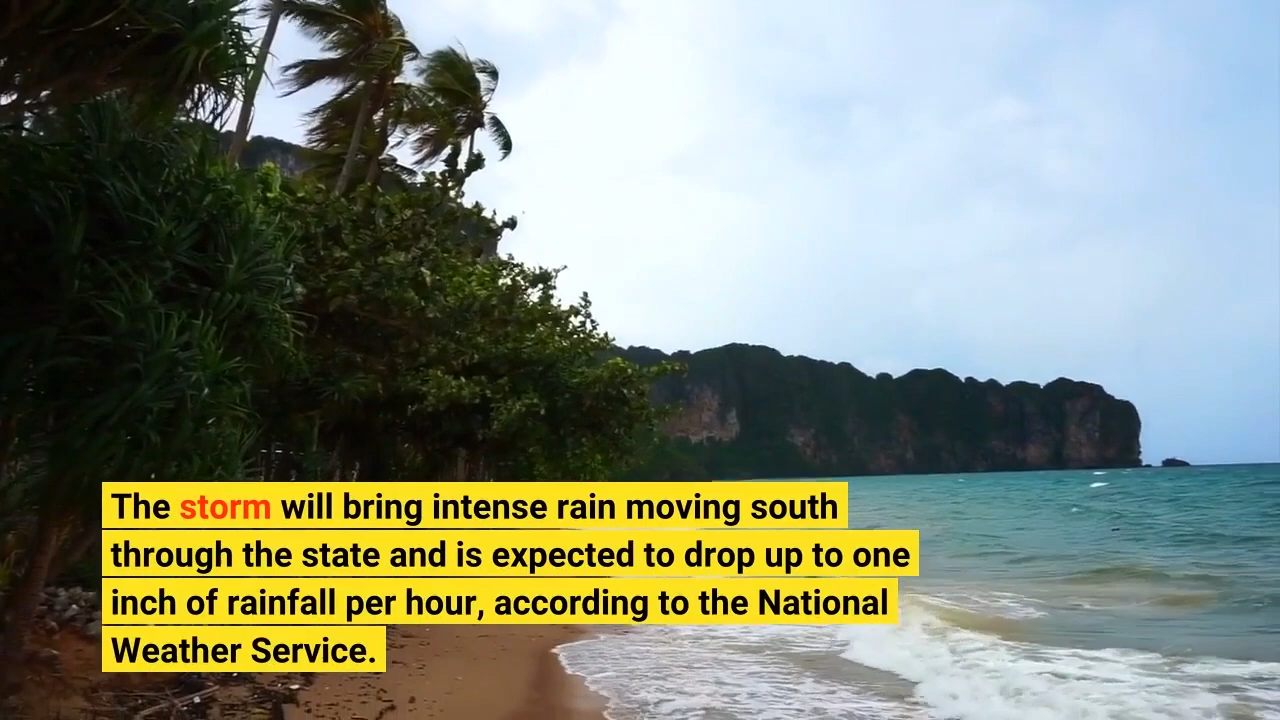 The storm will bring intense rain moving south
through the state and is expected to drop up to one
inch of rainfall per hour, according to the National
Weather Service.